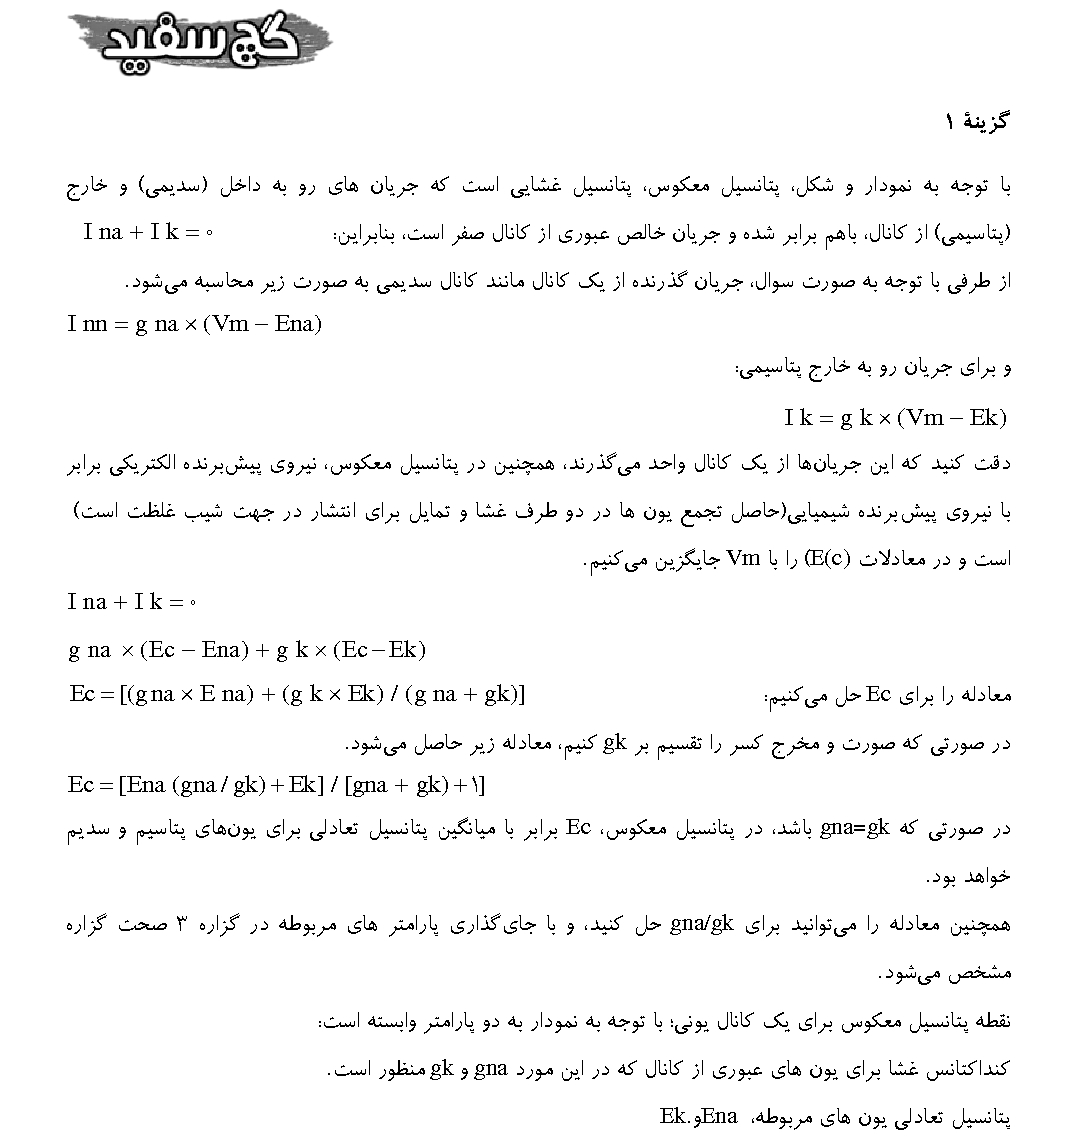 گچ سفید
گزینهٔ ۱
با توجه به نمودار و شکل، پتانسیل معکوس، پتانسیل غشایی است که جریان های رو به داخل (سدیمی) و خارج
(پتاسیمی) از کانال، باهم برابر شده و جریان خالص عبوری از کانال صفر است، بنابراین: I na + I k = ۰
از طرفی با توجه به صورت سوال، جریان گذرنده از یک کانال مانند کانال سدیمی به صورت زیر محاسبه می‌شود.
I nn = g na × (Vm − Ena)
و برای جریان رو به خارج پتاسیمی:
I k = g k × (Vm − Ek)
دقت کنید که این جریان‌ها از یک کانال واحد می‌گذرند، همچنین در پتانسیل معکوس، نیروی پیش‌برنده الکتریکی برابر
با نیروی پیش‌برنده شیمیایی(حاصل تجمع یون ها در دو طرف غشا و تمایل برای انتشار در جهت شیب غلظت است)
است و در معادلات (E(c) را با Vm جایگزین می‌کنیم.
I na + I k = ۰
g na × (Ec − Ena) + g k × (Ec − Ek)
معادله را برای Ec حل می‌کنیم: Ec = [(g na × E na) + (g k × Ek) / (g na + gk)]
در صورتی که صورت و مخرج کسر را تقسیم بر gk کنیم، معادله زیر حاصل می‌شود.
Ec = [Ena (gna / gk) + Ek] / [gna + gk) + ۱]
در صورتی که gna=gk باشد، در پتانسیل معکوس، Ec برابر با میانگین پتانسیل تعادلی برای یون‌های پتاسیم و سدیم
خواهد بود.
همچنین معادله را می‌توانید برای gna/gk حل کنید، و با جای‌گذاری پارامتر های مربوطه در گزاره ۳ صحت گزاره
مشخص می‌شود.
نقطه پتانسیل معکوس برای یک کانال یونی؛ با توجه به نمودار به دو پارامتر وابسته است:
کنداکتانس غشا برای یون های عبوری از کانال که در این مورد gna و gk منظور است.
پتانسیل تعادلی یون های مربوطه، Enaو Ek.